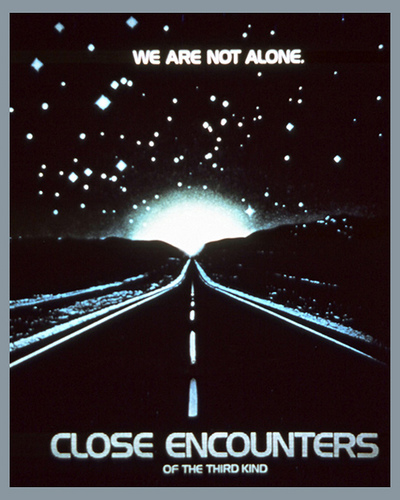 WE ARE NOT ALONE.
CLOSE ENCOUNTERS
OF THE THIRD KIND